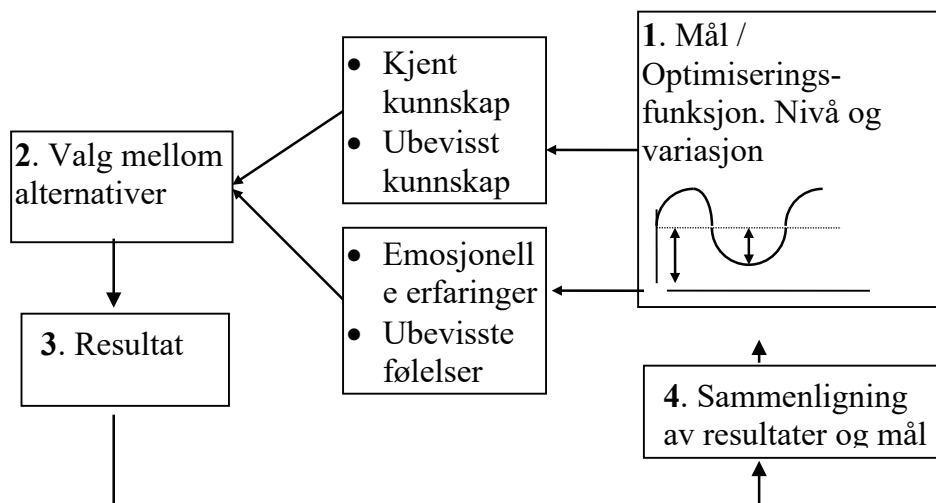 1. Mål /
Optimiserings-
funksjon. Nivå og
variasjon
• Kjent
kunnskap
• Ubevisst
kunnskap
• Emosjonell
e erfaringer
• Ubevisste
følelser
2. Valg mellom
alternativer
3. Resultat
4. Sammenligning
av resultater og mål